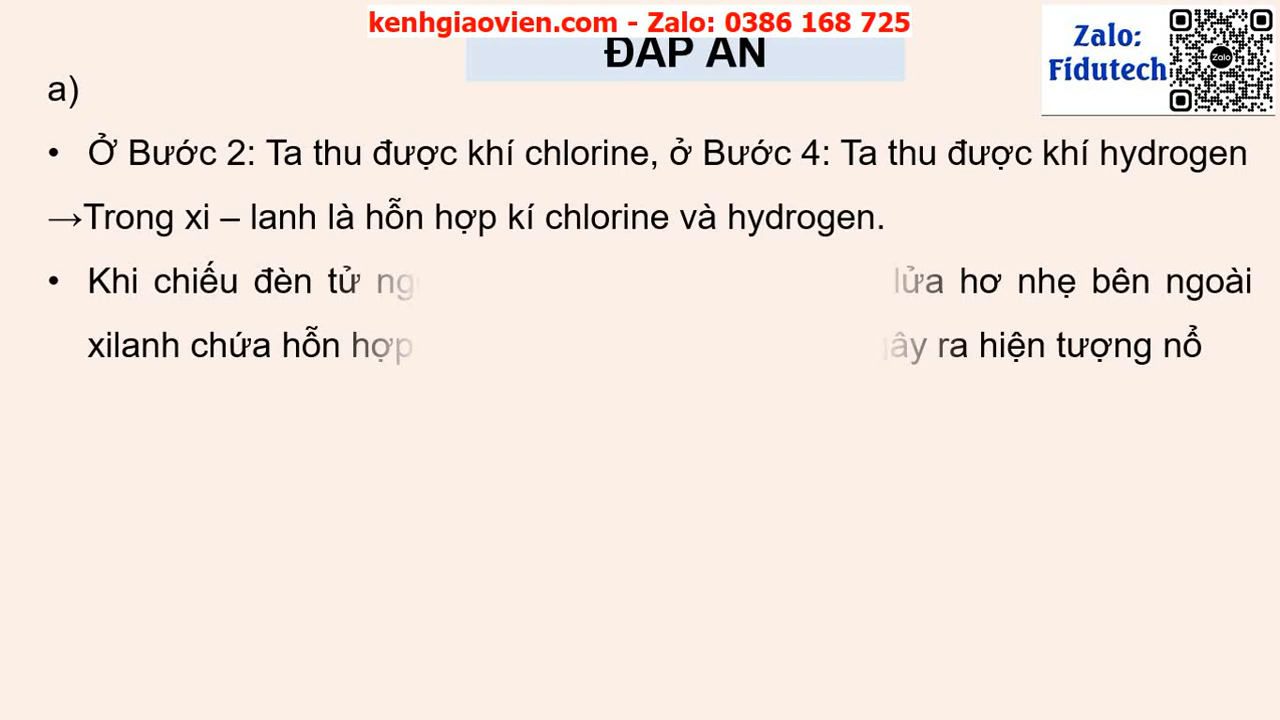 kenhgiaovien.com - Zalo: 0386 168 725
Zalo:
Fidutech
Zalo
ĐÁP ÁN
a)
• Ở Bước 2: Ta thu được khí chlorine, ở Bước 4: Ta thu được khí hydrogen
→Trong xi – lanh là hỗn hợp kí chlorine và hydrogen.
• Khi chiếu đèn tử lửa hơ nhẹ bên ngoài
xilanh chứa hỗn hợp ra hiện tượng nổ